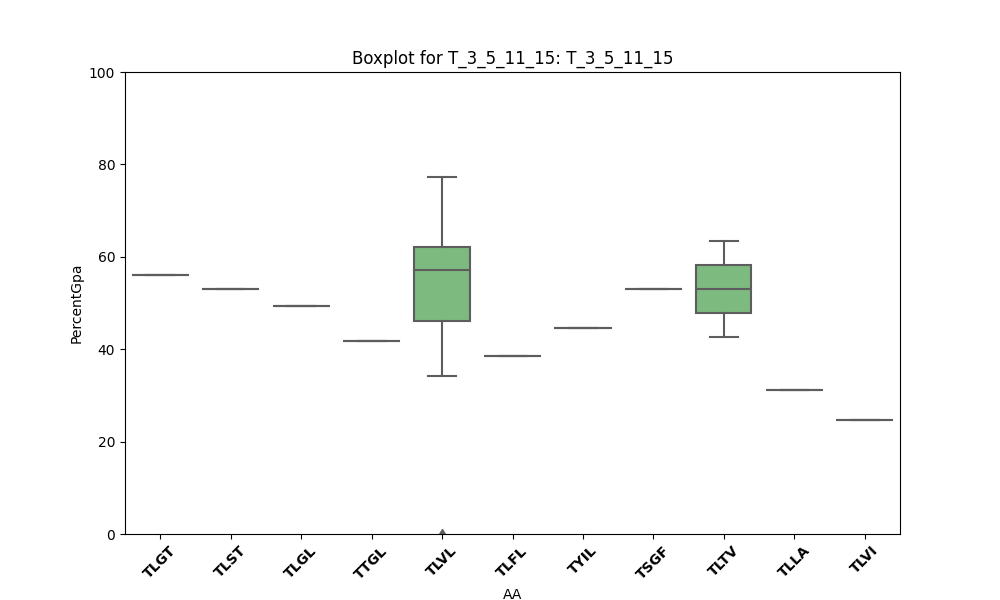 Boxplot for T_3_5_11_15: T_3_5_11_15
100
80
60
40
20
0
PercentGpa
TLGT TLST TLGL TTGL TLVL TLFL TYIL TSGF TLTV TLLA TLVI
AA